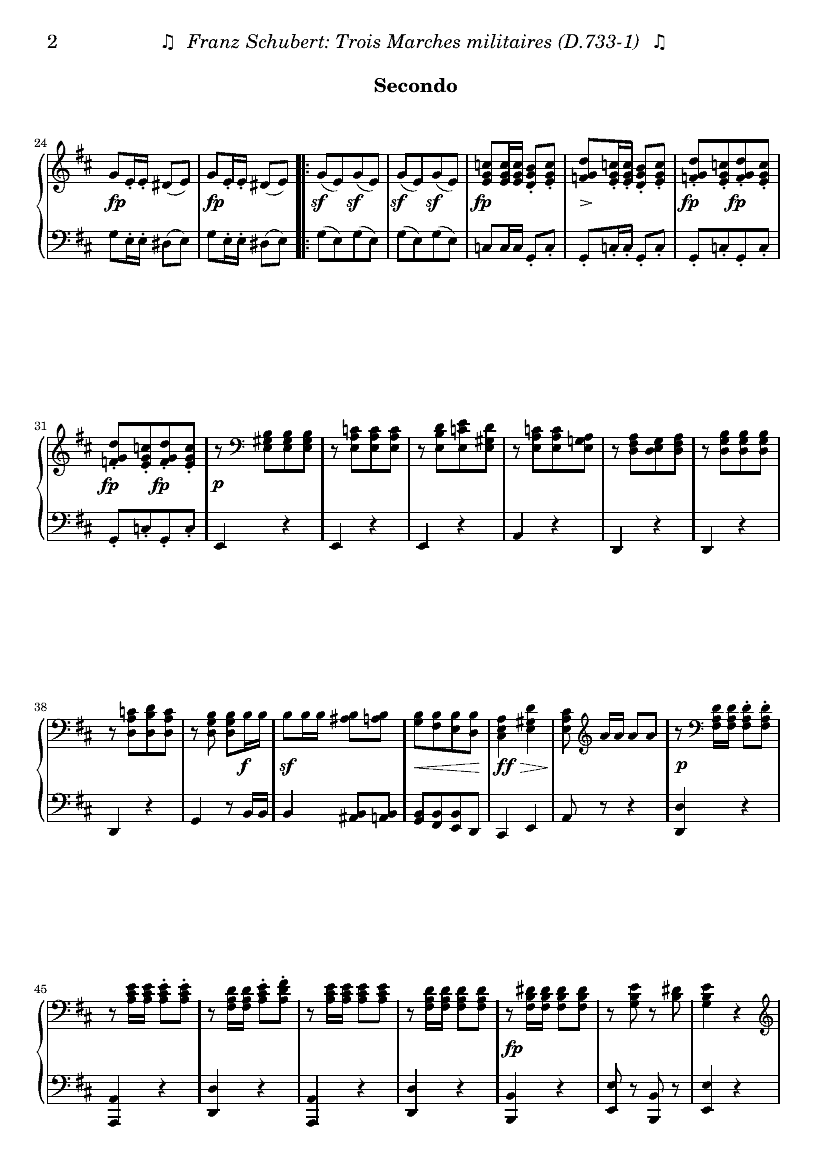 2 ♫ Franz Schubert: Trois Marches militaires (D.733-1) ♫
Secondo
24
fp fp sf sf sf sf fp fp fp
31
fp fp p
38
f sf ff p
45
fp